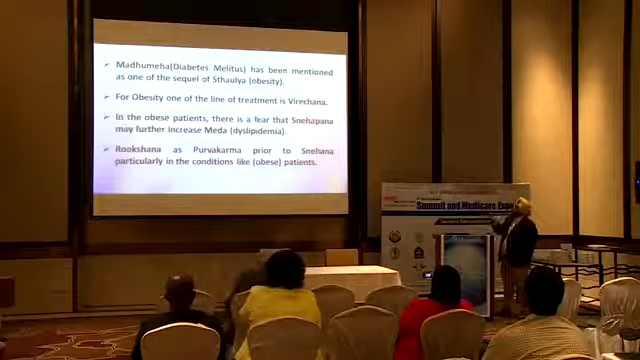 ➢ Madhumeha(Diabetes Melitus) has been mentioned
as one of the sequel of Sthaulya (obesity).
➢ For Obesity one of the line of treatment is Virechana.
➢ In the obese patients, there is a fear that Snehapana
may further increase Meda (dyslipidemia).
➢ Rookshana as Purvakarma prior to Snehana
particularly in the conditions like (obese) patients.
Summit and Medicare Expo